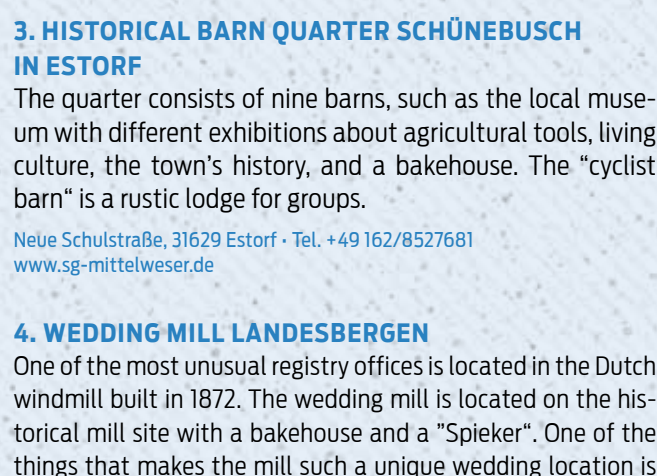 3. HISTORICAL BARN QUARTER SCHÜNEBUSCH
IN ESTORF
The quarter consists of nine barns, such as the local muse-
um with different exhibitions about agricultural tools, living
culture, the town's history, and a bakehouse. The "cyclist
barn“ is a rustic lodge for groups.
Neue Schulstraße, 31629 Estorf · Tel. +49 162/8527681
www.sg-mittelweser.de
4. WEDDING MILL LANDESBERGEN
One of the most unusual registry offices is located in the Dutch
windmill built in 1872. The wedding mill is located on the his-
torical mill site with a bakehouse and a ”Spieker“. One of the
things that makes the mill such a unique wedding location is